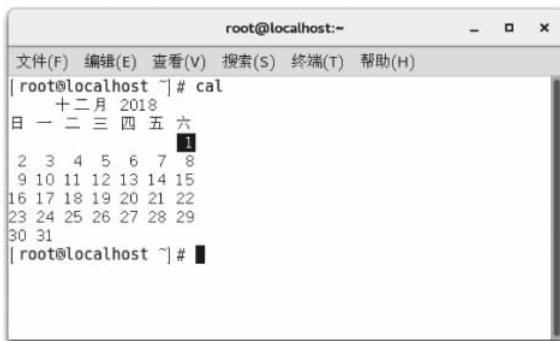 root@localhost:~
文件(F) 编辑(E) 查看(V) 搜索(S) 终端(T) 帮助(H)
[root@localhost ~]# cal
十二月 2018
日 一 二 三 四 五 六
1
2 3 4 5 6 7 8
9 10 11 12 13 14 15
16 17 18 19 20 21 22
23 24 25 26 27 28 29
30 31
[root@localhost ~]#